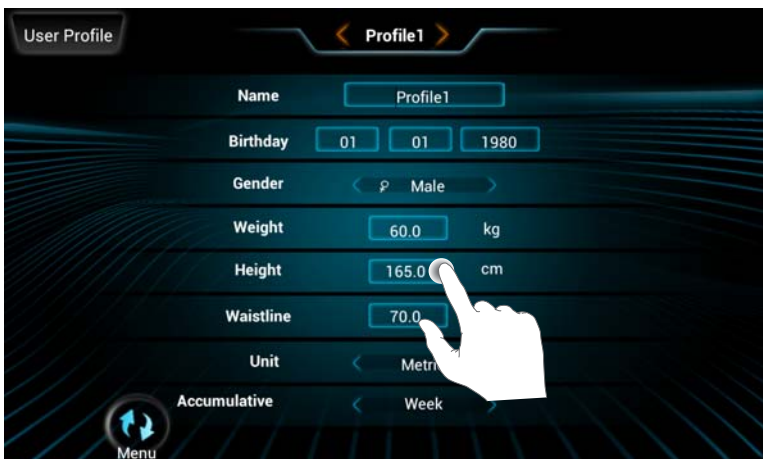 User Profile
Profile1
Name Profile1
Birthday 01 01 1980
Gender Male
Weight 60.0 kg
Height 165.0 cm
Waistline 70.0
Unit
Accumulative Week
Menu